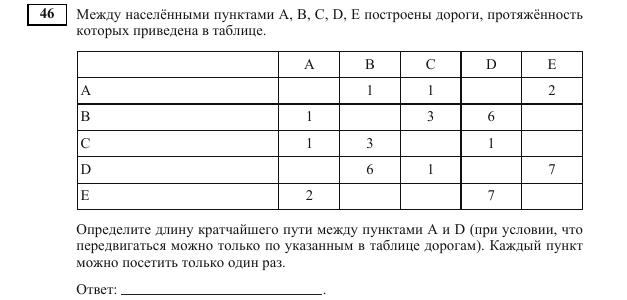 46
Между населёнными пунктами A, B, C, D, E построены дороги, протяжённость
которых приведена в таблице.
A B C D E
A 1 1 2
B 1 3 6
C 1 3 1
D 6 1 7
E 2 7
Определите длину кратчайшего пути между пунктами A и D (при условии, что
передвигаться можно только по указанным в таблице дорогам). Каждый пункт
можно посетить только один раз.
Ответ: ____________________________.